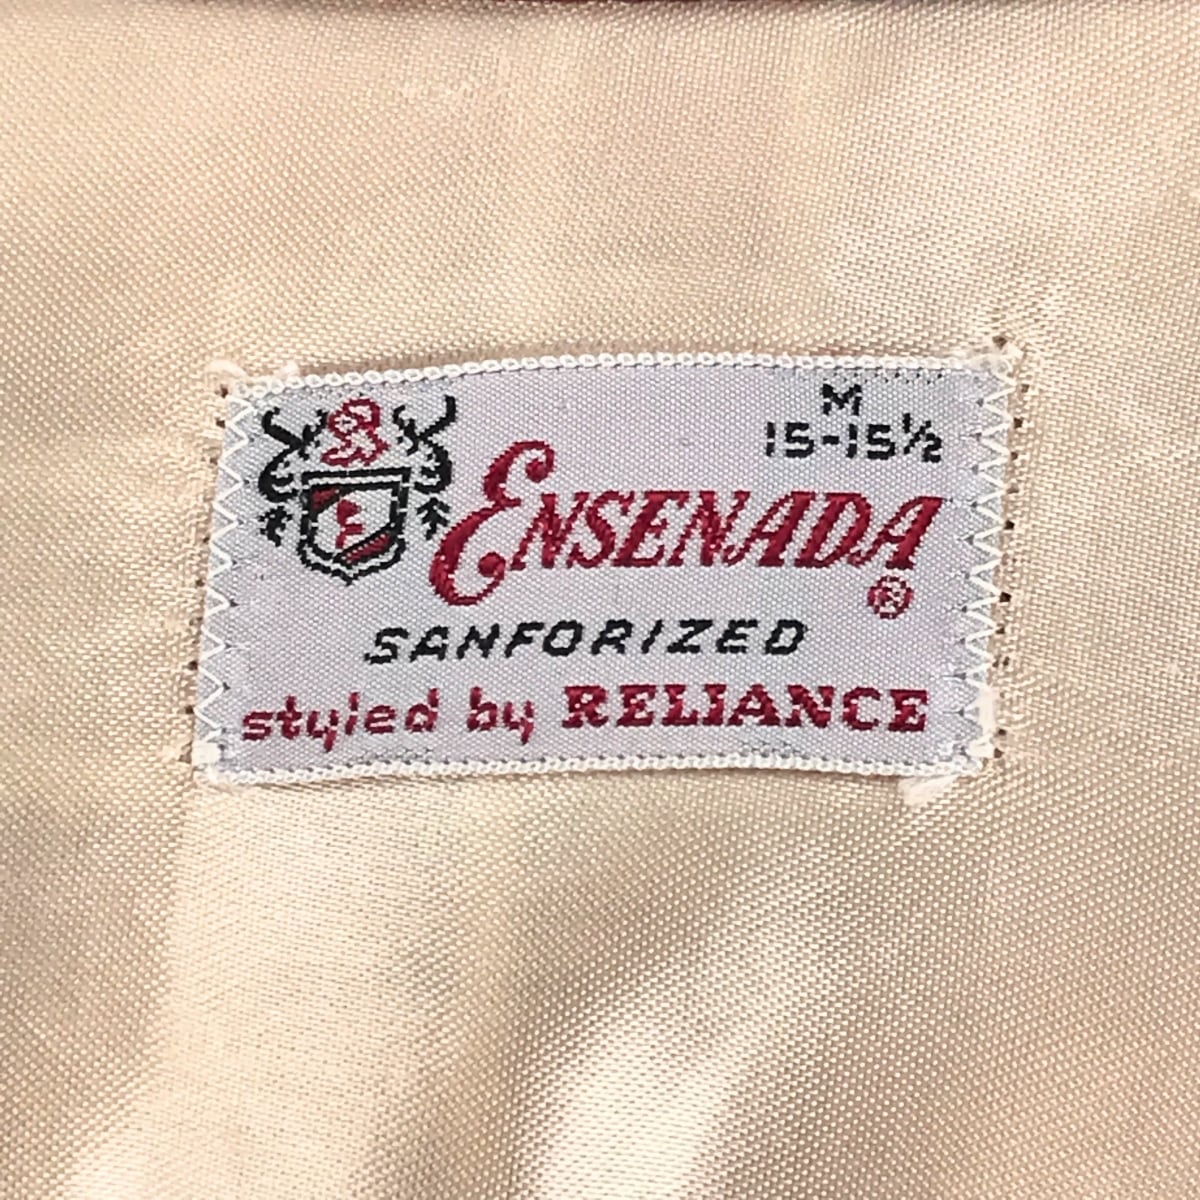 M
15-15½
ENSENADA
®
SANFORIZED
styled by RELIANCE